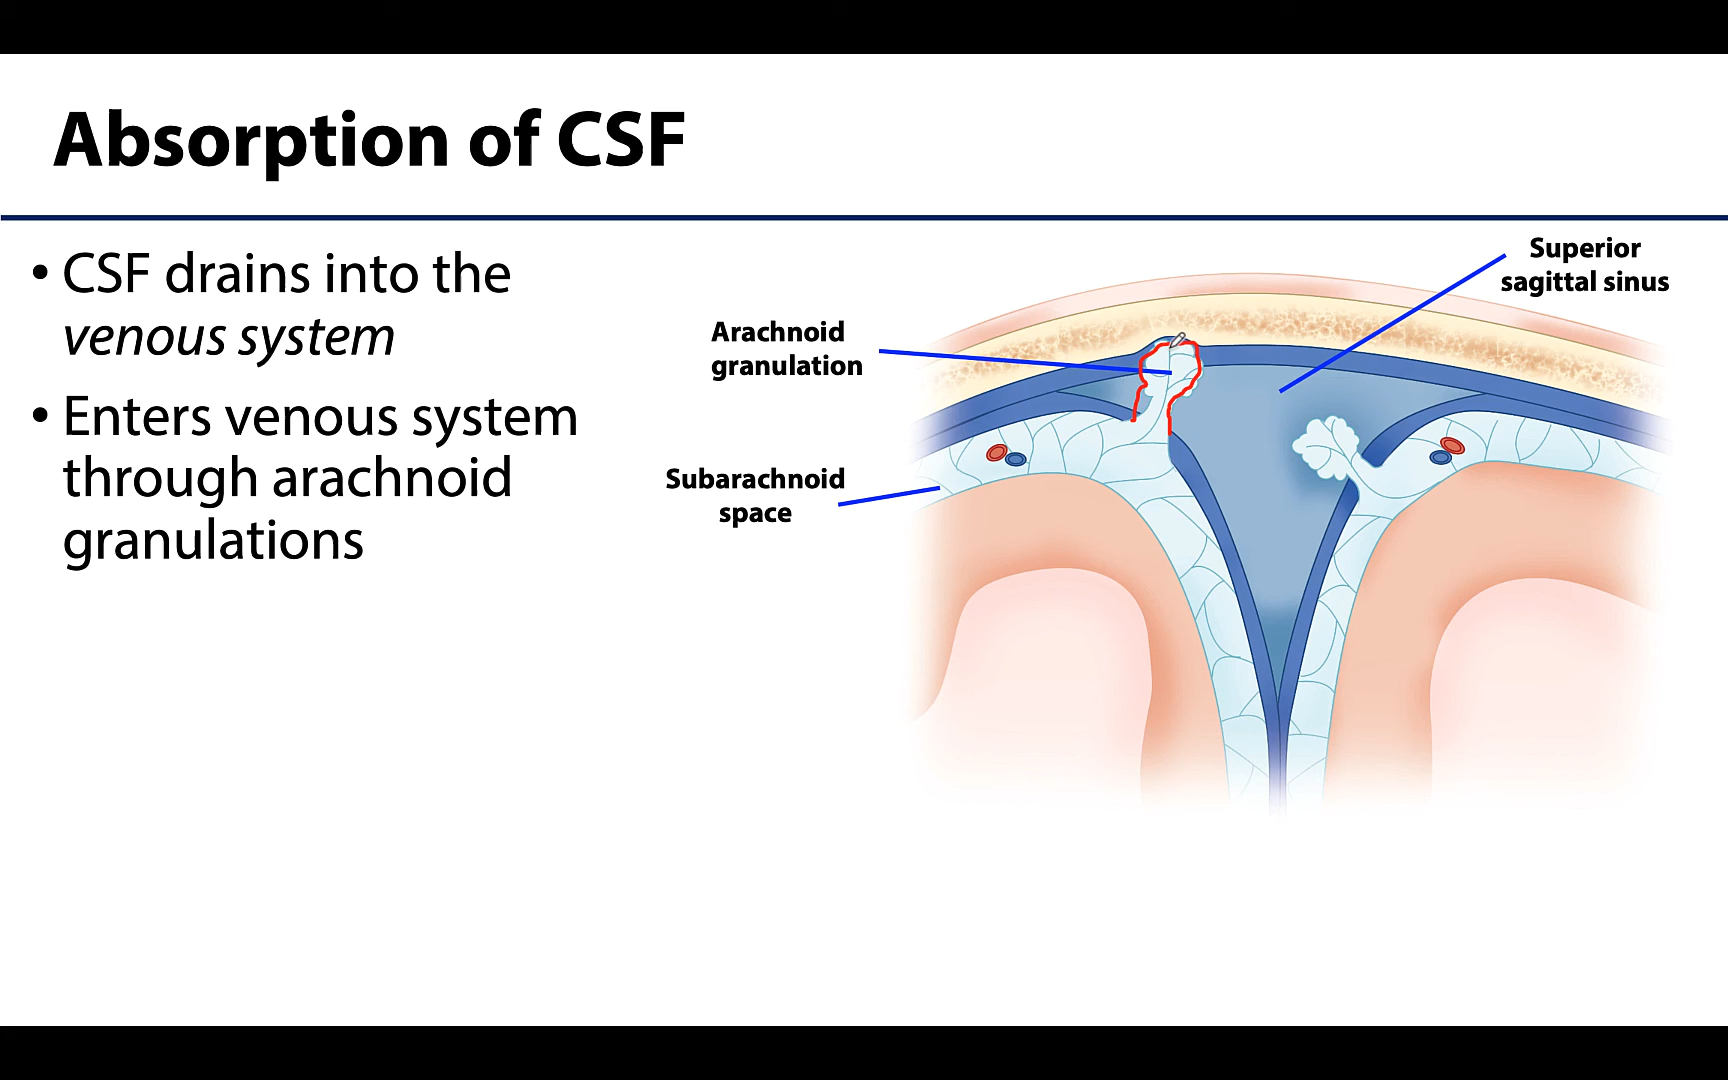 Absorption of CSF
• CSF drains into the
venous system
• Enters venous system
through arachnoid
granulations
Superior
sagittal sinus
Arachnoid
granulation
Subarachnoid
space